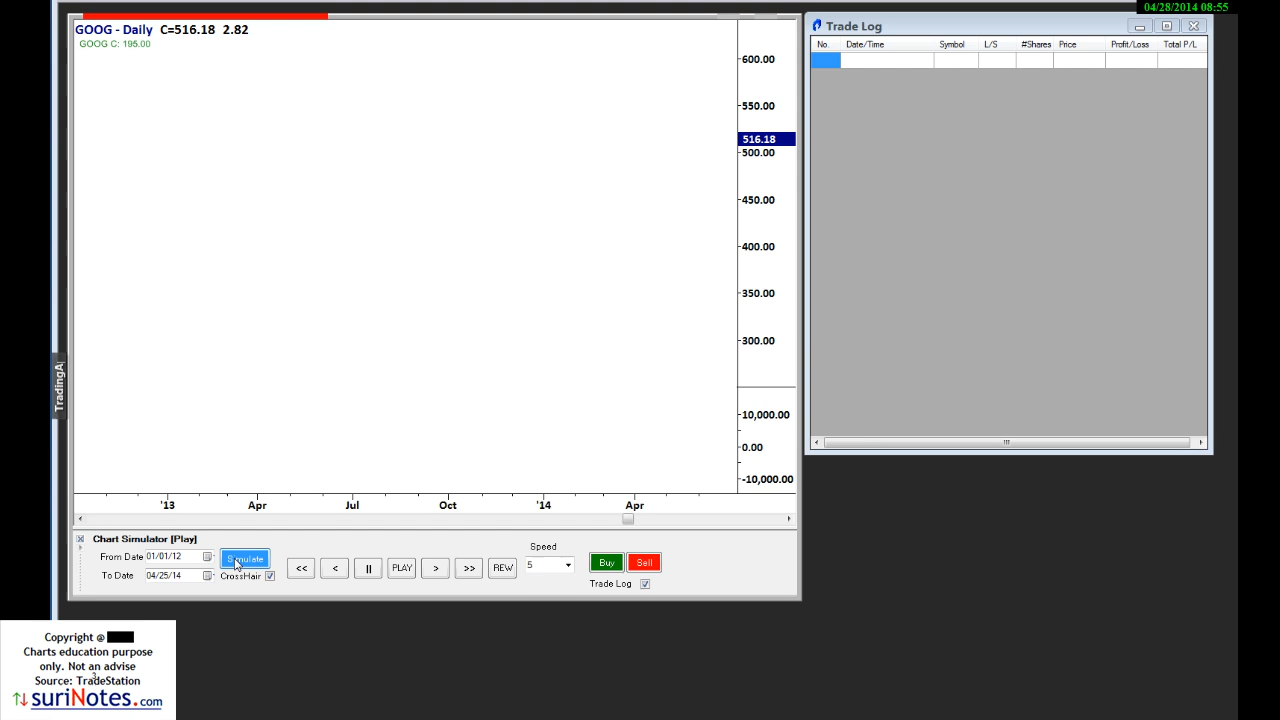 04/28/2014 08:55
GOOG - Daily C=516.18 2.82
GOOG C: 195.00
600.00
550.00
516.18
500.00
450.00
400.00
350.00
300.00
10,000.00
0.00
-10,000.00
'13 Apr Jul Oct '14 Apr
Trade Log
No. Date/Time Symbol L/S #Shares Price Profit/Loss Total P/L
Chart Simulator [Play]
From Date 01/01/12 Simulate
To Date 04/25/14 CrossHair
<< < II PLAY > >> REW
Speed
5
Buy Sell
Trade Log
Copyright @
Charts education purpose
only. Not an advise
Source: TradeStation
suriNotes.com